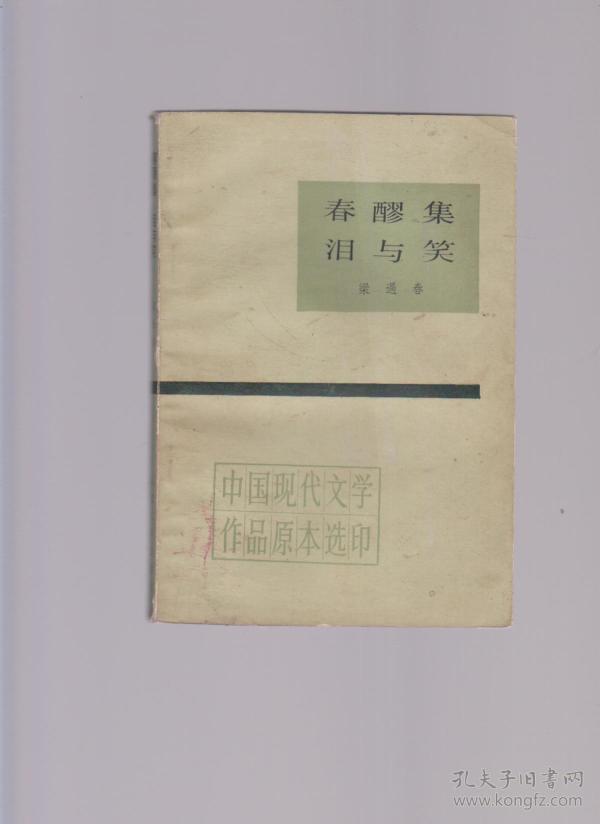 春醪集
泪与笑
梁遇春
中国现代文学
作品原本选印
孔夫子旧书网
www.kongfz.com